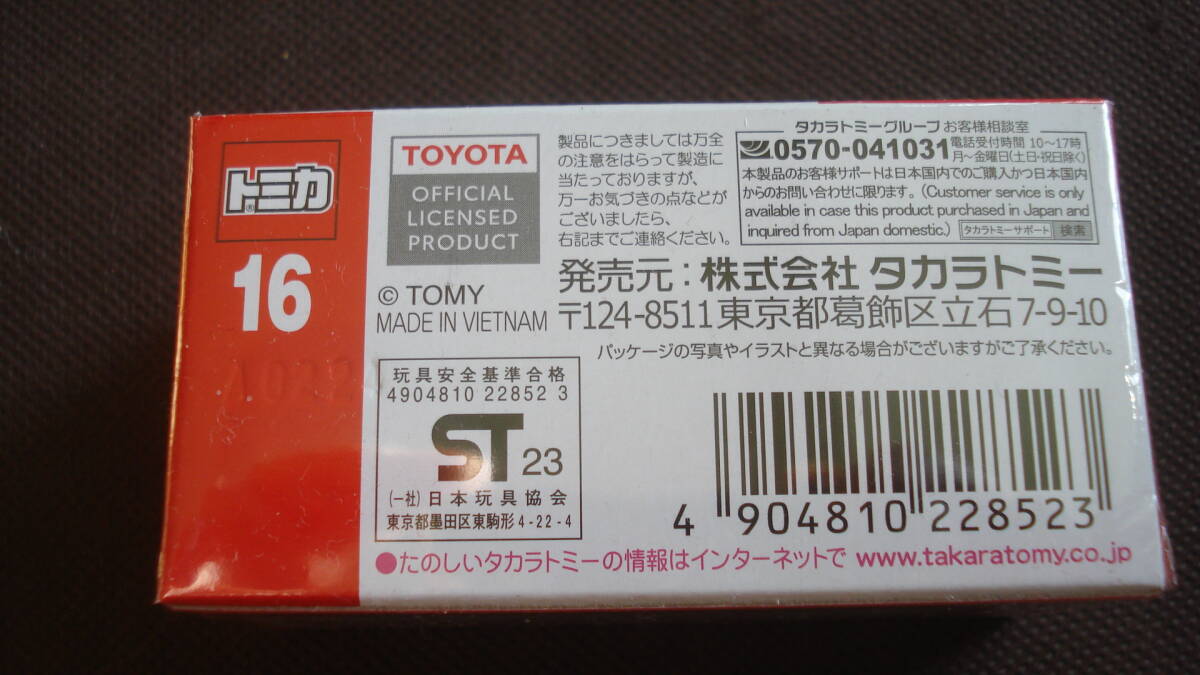 トミカ
16
TOYOTA
OFFICIAL
LICENSED
PRODUCT
© TOMY
MADE IN VIETNAM
製品につきましては万全
の注意をはらって製造に
当たっておりますが、
万一お気づきの点などが
ございましたら、
右記までご連絡ください。
タカラトミーグループ お客様相談室
0570-041031 電話受付時間 10〜17時
月〜金曜日(土日・祝日除く)
本製品のお客様サポートは日本国内でのご購入かつ日本国内
からのお問い合わせに限ります。(Customer service is only
available in case this product purchased in Japan and
inquired from Japan domestic.) タカラトミーサポート 検索
発売元:株式会社 タカラトミー
〒124-8511 東京都葛飾区立石7-9-10
パッケージの写真やイラストと異なる場合がございますがご了承ください。
玩具安全基準合格
4904810 22852 3
ST 23
(一社)日本玩具協会
東京都墨田区東駒形4-22-4
4 904810 228523
●たのしいタカラトミーの情報はインターネットで www.takaratomy.co.jp